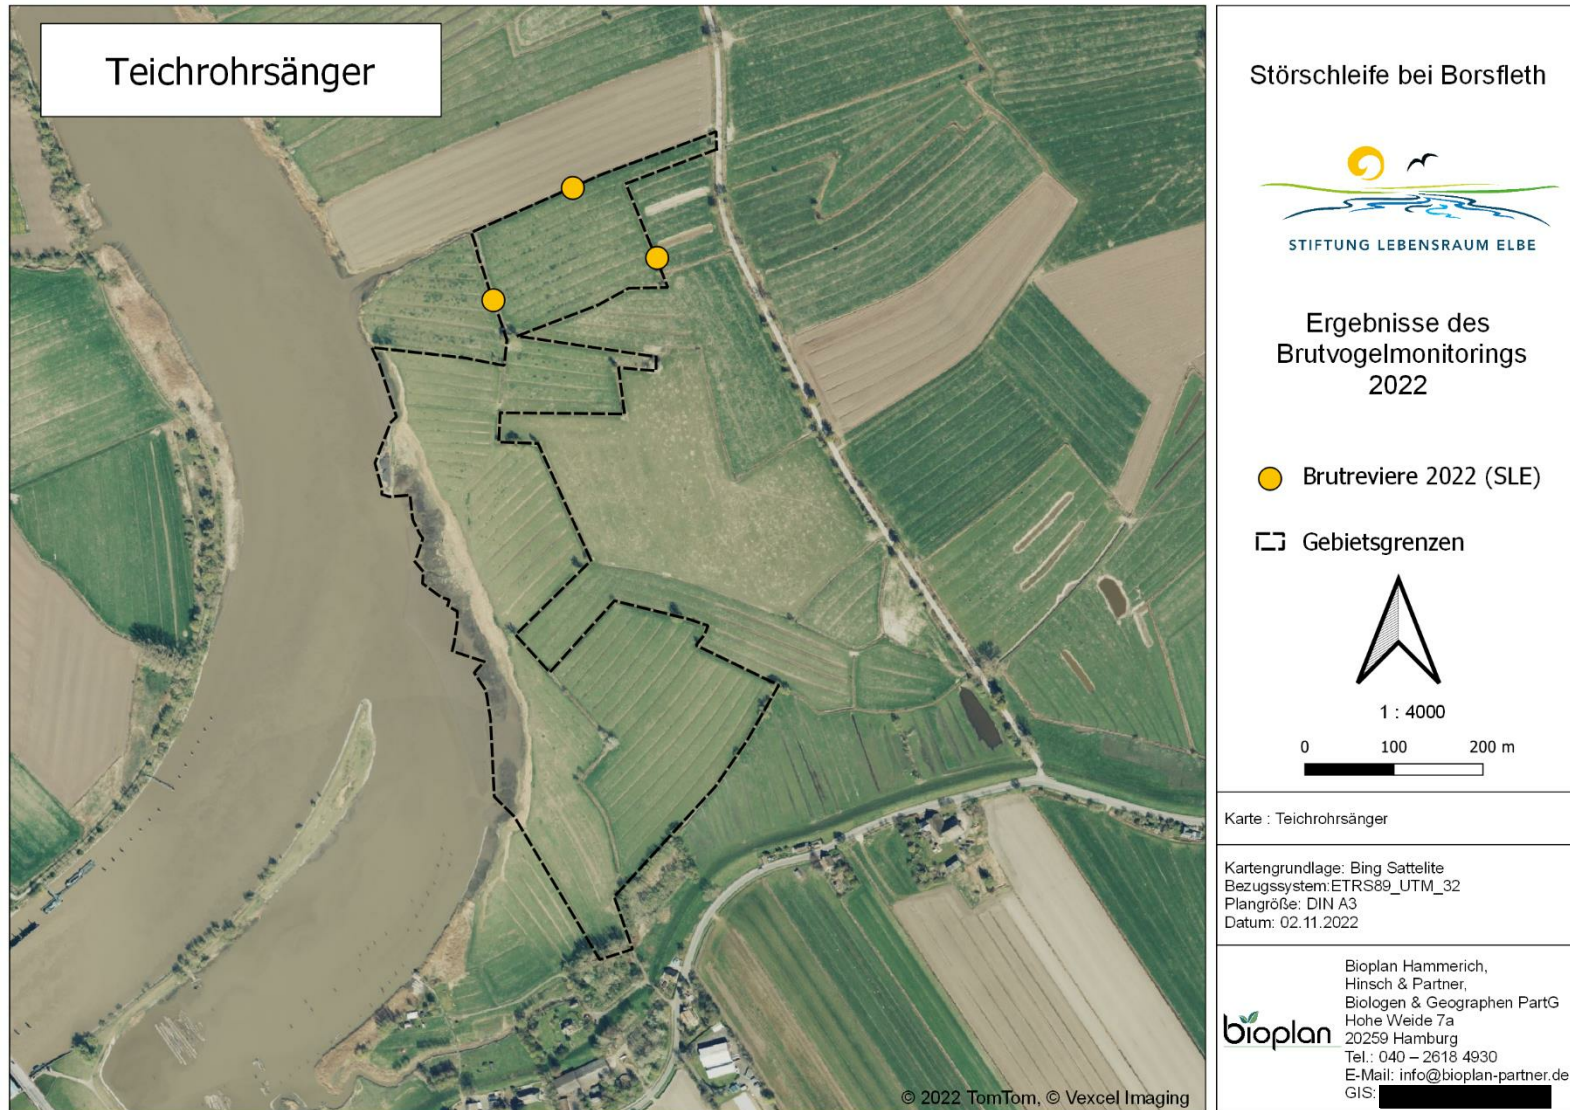 Teichrohrsänger
Störschleife bei Borsfleth
STIFTUNG LEBENSRAUM ELBE
Ergebnisse des
Brutvogelmonitorings
2022
Brutreviere 2022 (SLE)
Gebietsgrenzen
1 : 4000
0 100 200 m
Karte : Teichrohrsänger
Kartengrundlage: Bing Sattelite
Bezugssystem:ETRS89_UTM_32
Plangröße: DIN A3
Datum: 02.11.2022
bioplan
Bioplan Hammerich,
Hinsch & Partner,
Biologen & Geographen PartG
Hohe Weide 7a
20259 Hamburg
Tel.: 040 – 2618 4930
E-Mail: info@bioplan-partner.de
GIS:
© 2022 TomTom, © Vexcel Imaging